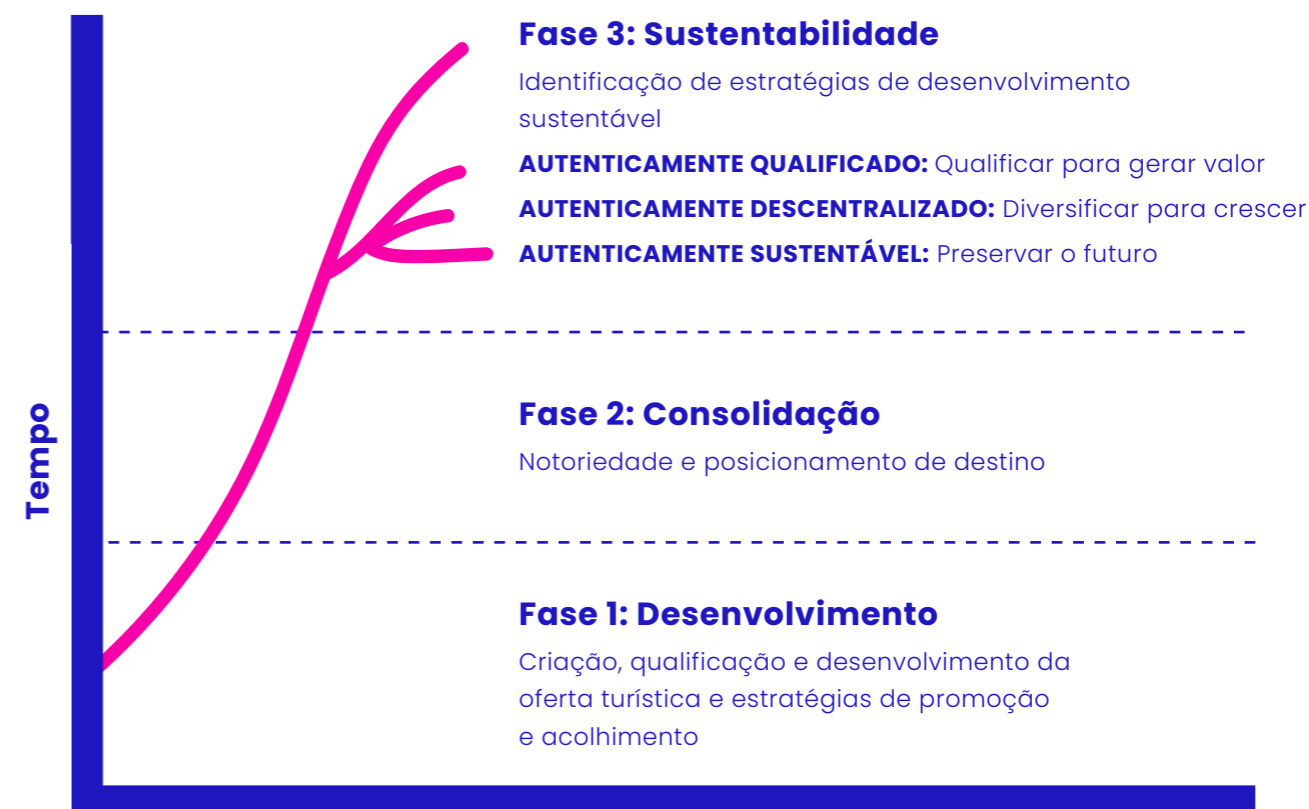 Fase 3: Sustentabilidade
Identificação de estratégias de desenvolvimento
sustentável
AUTENTICAMENTE QUALIFICADO: Qualificar para gerar valor
AUTENTICAMENTE DESCENTRALIZADO: Diversificar para crescer
AUTENTICAMENTE SUSTENTÁVEL: Preservar o futuro
Tempo
Fase 2: Consolidação
Notoriedade e posicionamento de destino
Fase 1: Desenvolvimento
Criação, qualificação e desenvolvimento da
oferta turística e estratégias de promoção
e acolhimento